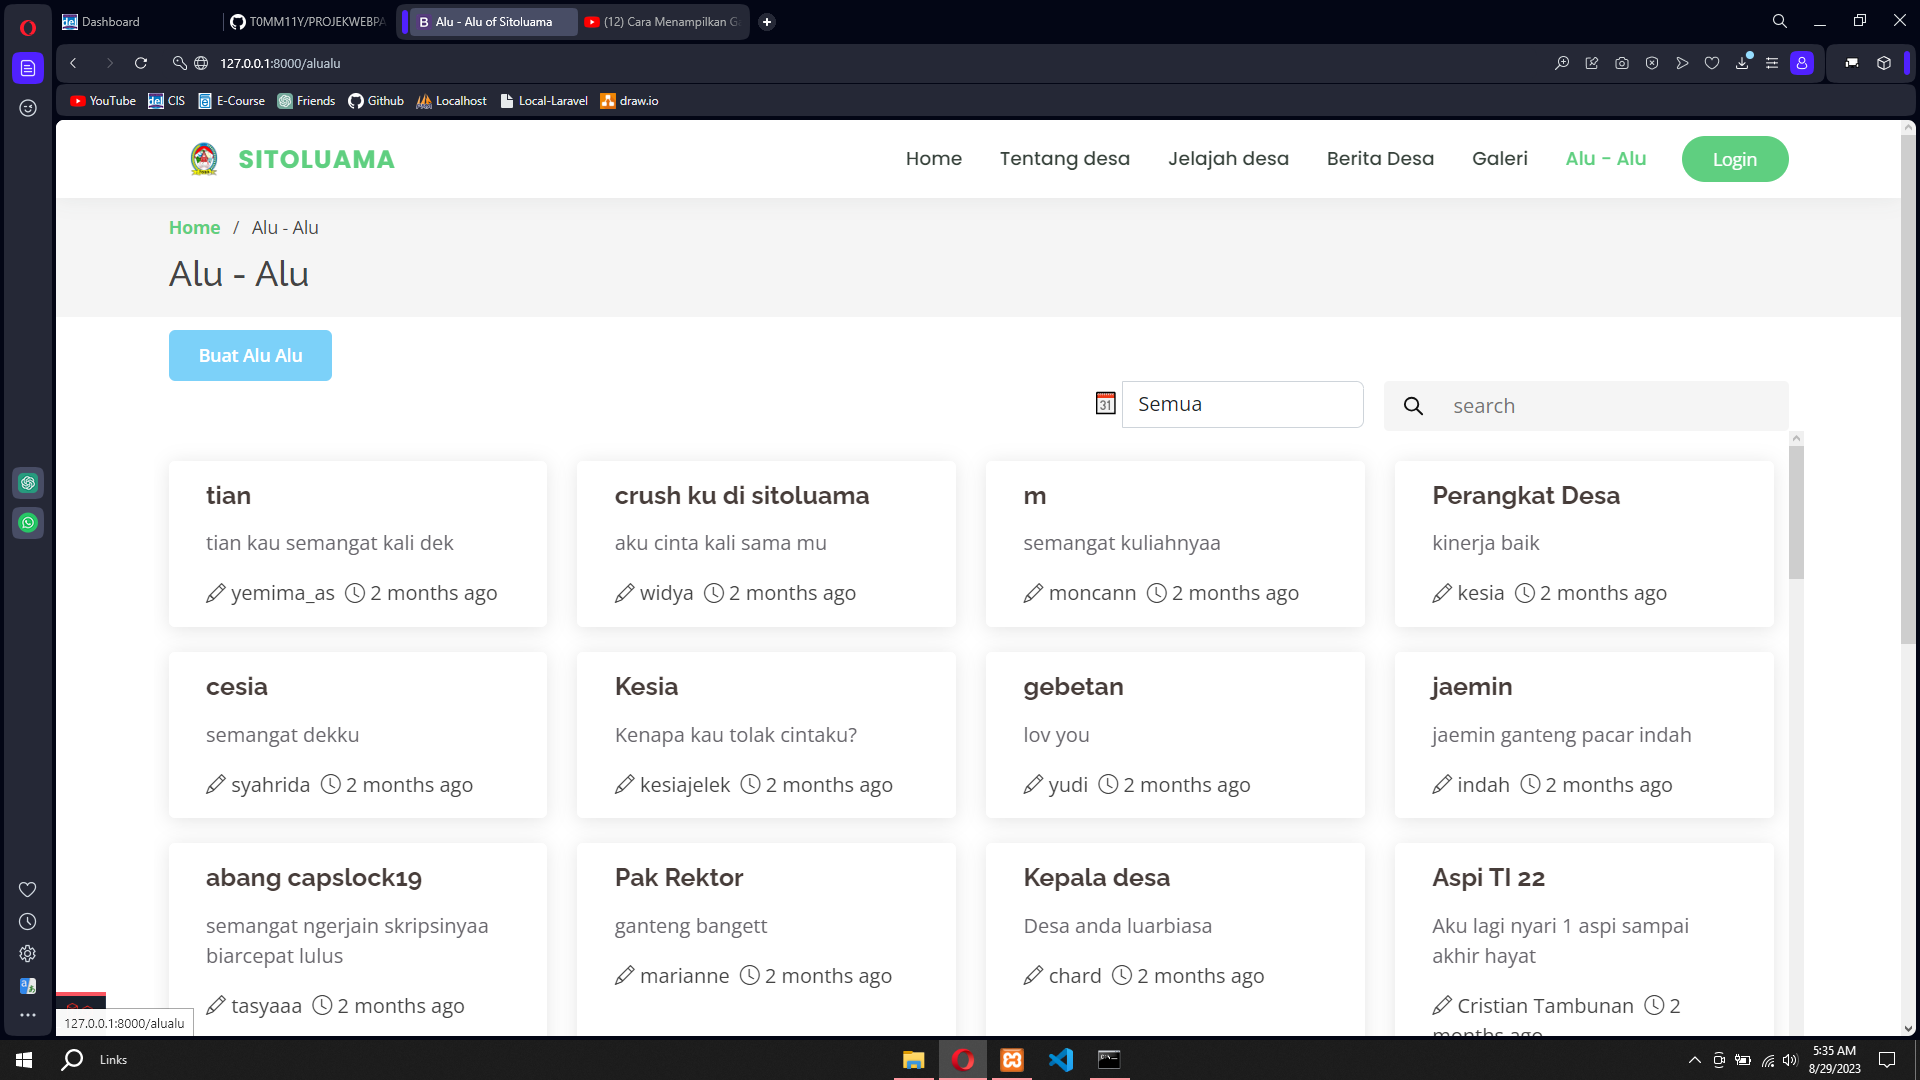 Dashboard
T0MM11Y/PROJEKWEBPA
Alu - Alu of Sitoluama
(12) Cara Menampilkan G
127.0.0.1:8000/alualu
YouTube
CIS
E-Course
Friends
Github
Localhost
Local-Laravel
draw.io
SITOLUAMA
Home
Tentang desa
Jelajah desa
Berita Desa
Galeri
Alu - Alu
Login
Home / Alu - Alu
Alu - Alu
Buat Alu Alu
31
Semua
search
tian
tian kau semangat kali dek
yemima_as 2 months ago
crush ku di sitoluama
aku cinta kali sama mu
widya 2 months ago
m
semangat kuliahnyaa
moncann 2 months ago
Perangkat Desa
kinerja baik
kesia 2 months ago
cesia
semangat dekku
syahrida 2 months ago
Kesia
Kenapa kau tolak cintaku?
kesiajelek 2 months ago
gebetan
lov you
yudi 2 months ago
jaemin
jaemin ganteng pacar indah
indah 2 months ago
abang capslock19
semangat ngerjain skripsinyaa
biarcepat lulus
tasyaaa 2 months ago
Pak Rektor
ganteng bangett
marianne 2 months ago
Kepala desa
Desa anda luarbiasa
chard 2 months ago
Aspi TI 22
Aku lagi nyari 1 aspi sampai
akhir hayat
Cristian Tambunan 2
months ago
127.0.0.1:8000/alualu
Links
5:35 AM
8/29/2023